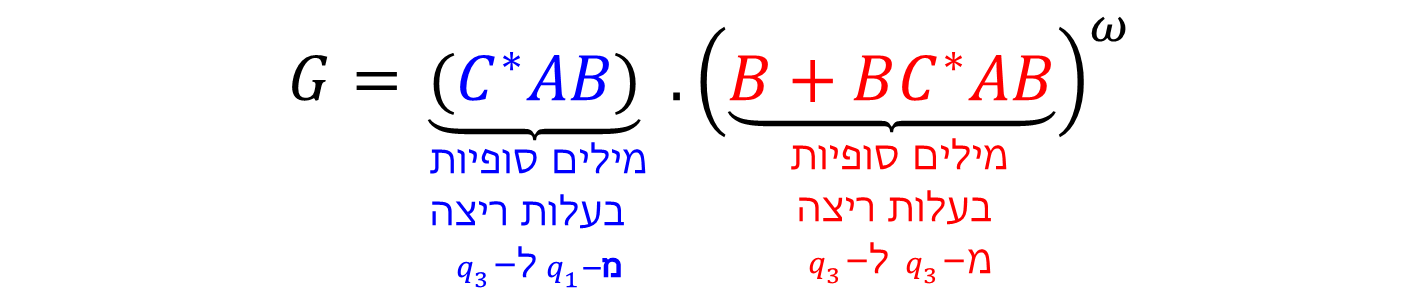 G = (C*AB) . (B + BC*AB)^ω
מילים סופיות
בעלות ריצה
מ–q₁ ל–q₃
מילים סופיות
בעלות ריצה
מ–q₃ ל–q₃